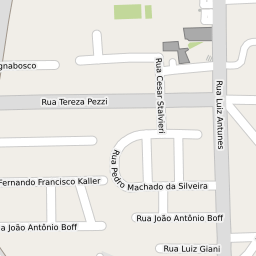 gnabosco
Rua Cesar Stalvieri
Rua Luiz Antunes
Rua Tereza Pezzi
Rua Pedro
Fernando Francisco Kaller
Machado da Silveira
Rua João Antônio Boff
Rua João Antônio Boff
Rua Luiz Giani